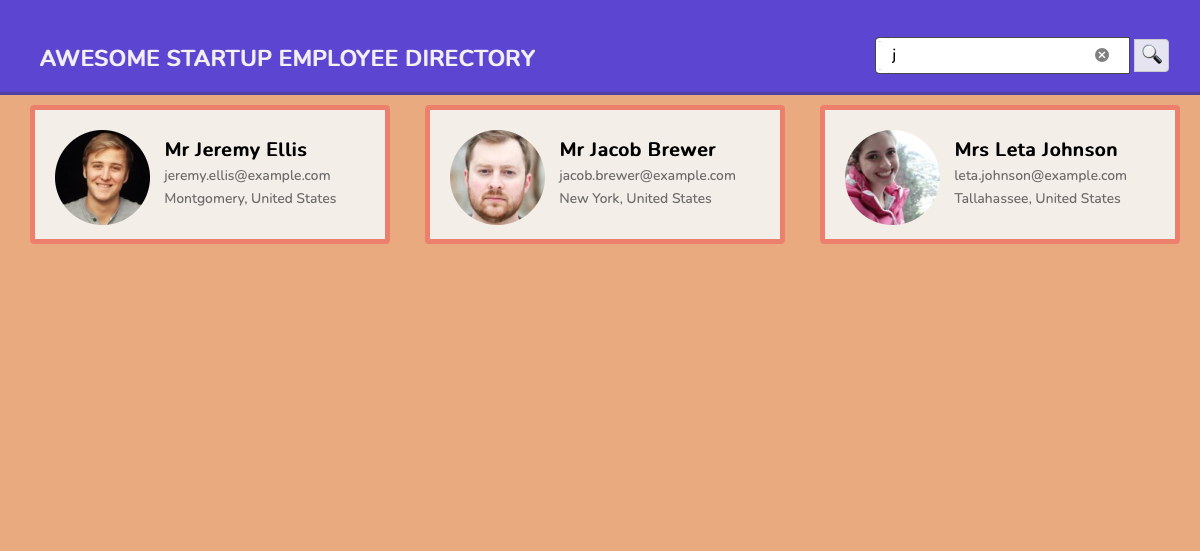 AWESOME STARTUP EMPLOYEE DIRECTORY
j
Mr Jeremy Ellis
jeremy.ellis@example.com
Montgomery, United States
Mr Jacob Brewer
jacob.brewer@example.com
New York, United States
Mrs Leta Johnson
leta.johnson@example.com
Tallahassee, United States